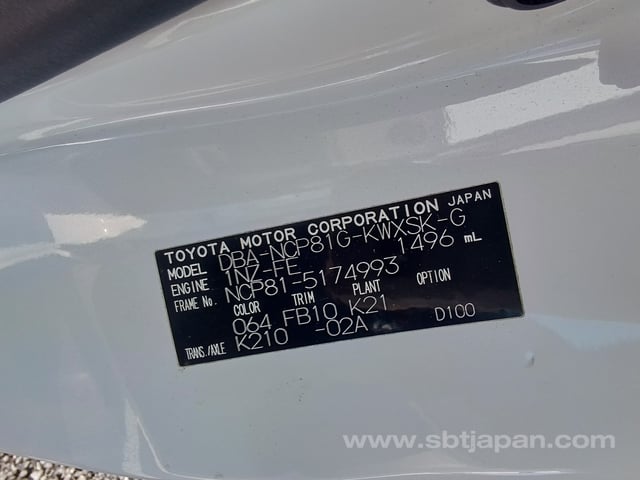 TOYOTA MOTOR CORPORATION JAPAN
MODEL DBA-NCP81G-KWXSK-G
ENGINE 1NZ-FE 1496 mL
FRAME No. NCP81-5174993
COLOR TRIM PLANT OPTION
064 FB10 K21
TRANS./AXLE K210 -02A D100
www.sbtjapan.com